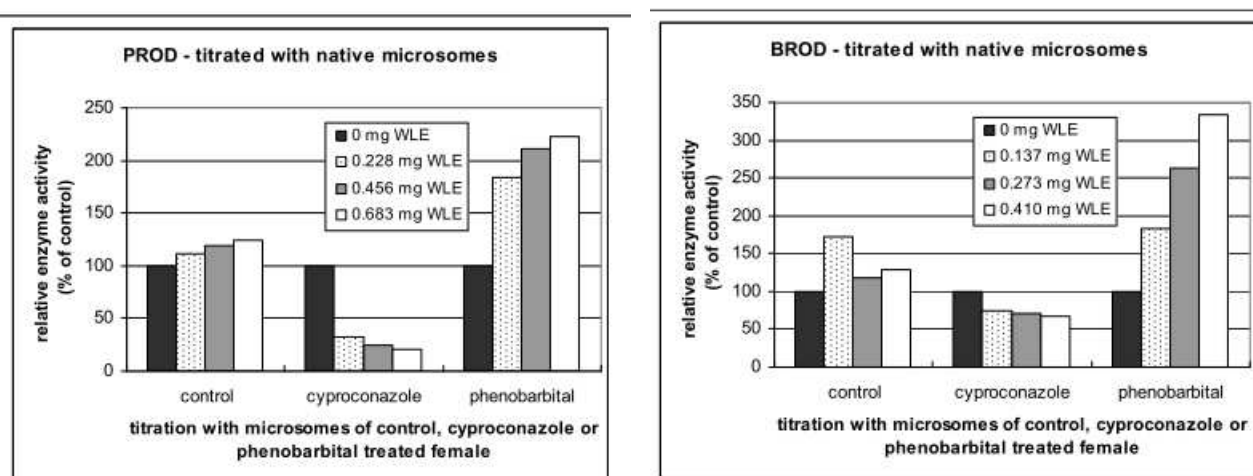 PROD - titrated with native microsomes
relative enzyme activity
(% of control)
250
200
150
100
50
0
0 mg WLE
0.228 mg WLE
0.456 mg WLE
0.683 mg WLE
control
cyproconazole
phenobarbital
titration with microsomes of control, cyproconazole or
phenobarbital treated female
BROD - titrated with native microsomes
relative enzyme activity
(% of control)
350
300
250
200
150
100
50
0
0 mg WLE
0.137 mg WLE
0.273 mg WLE
0.410 mg WLE
control
cyproconazole
phenobarbital
titration with microsomes of control, cyproconazole or
phenobarbital treated female